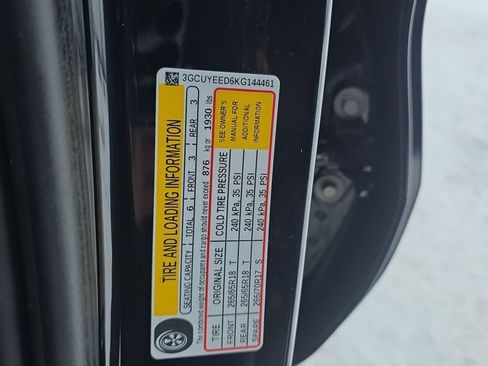 3GCUYEED6KG144461
TIRE AND LOADING INFORMATION
SEATING CAPACITY TOTAL 6 FRONT 3 REAR 3
The combined weight of occupants and cargo should never exceed 876 kg or 1930 lbs
TIRE ORIGINAL SIZE COLD TIRE PRESSURE
FRONT 265/65R18 T 240 kPa, 35 PSI
REAR 265/65R18 T 240 kPa, 35 PSI
SPARE 265/70R17 S 240 kPa, 35 PSI
SEE OWNER'S
MANUAL FOR
ADDITIONAL
INFORMATION